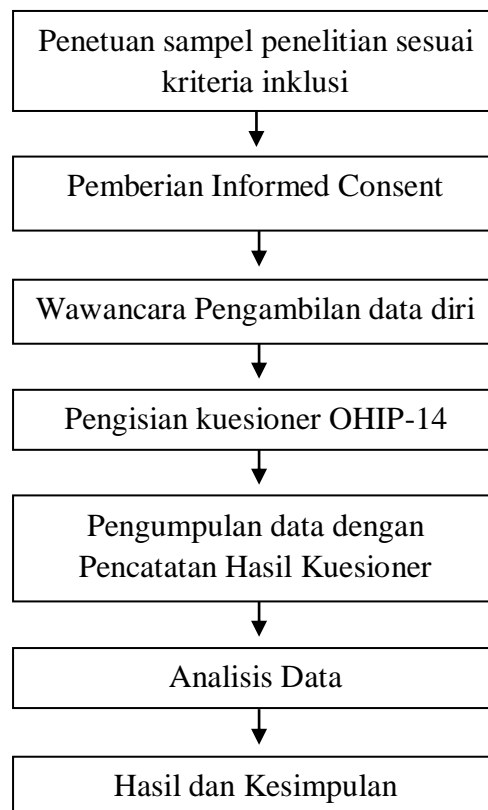 Penetuan sampel penelitian sesuai
kriteria inklusi
Pemberian Informed Consent
Wawancara Pengambilan data diri
Pengisian kuesioner OHIP-14
Pengumpulan data dengan
Pencatatan Hasil Kuesioner
Analisis Data
Hasil dan Kesimpulan